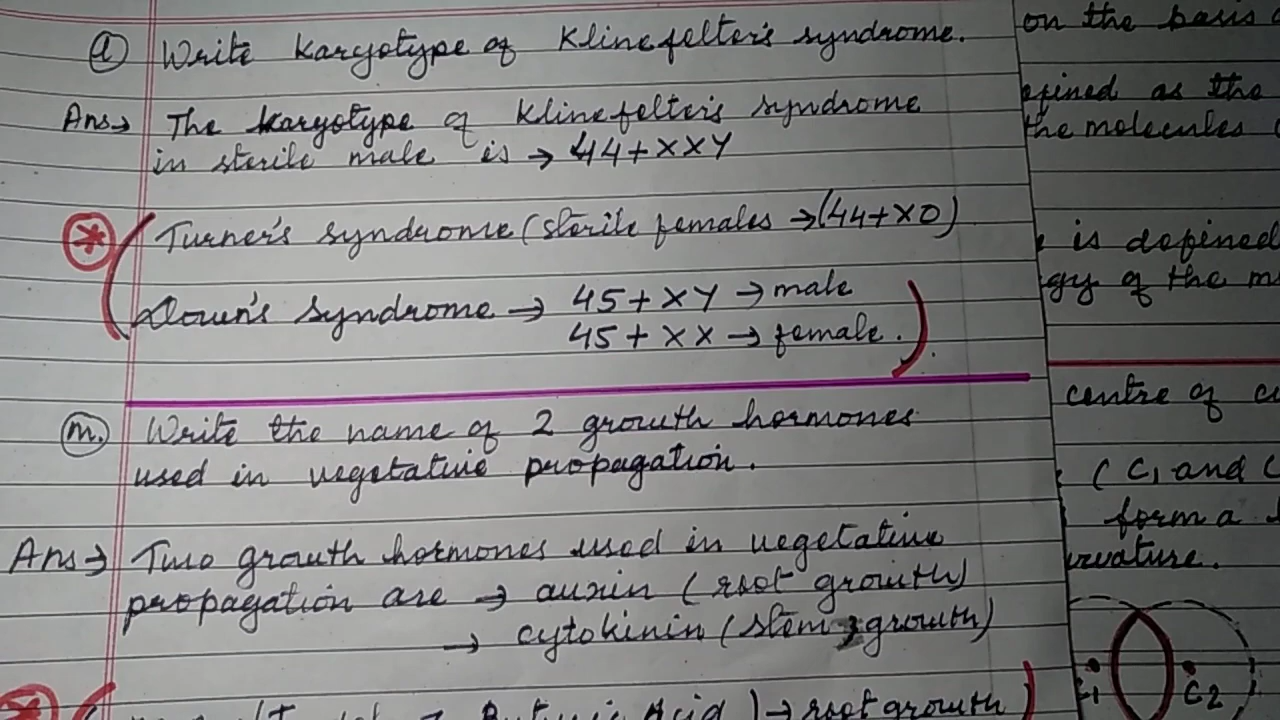 a Write Karyotype of Klinefelter's syndrome.
Ans→ The karyotype of Klinefelter's syndrome
in sterile male is → 44+XXY
* ( Turner's syndrome (sterile females →(44+XO)
Down's syndrome → 45+XY → male
45+XX → female. )
m. Write the name of 2 growth hormones
used in vegetative propagation.
Ans→ Two growth hormones used in vegetative
propagation are → auxin (root growth)
→ cytokinin (stem growth)
Acid ) → root growth )
on the basis
efined as the
the molecules
is defined
gy of the
centre of
(C1 and C
form a
rvature.
C2